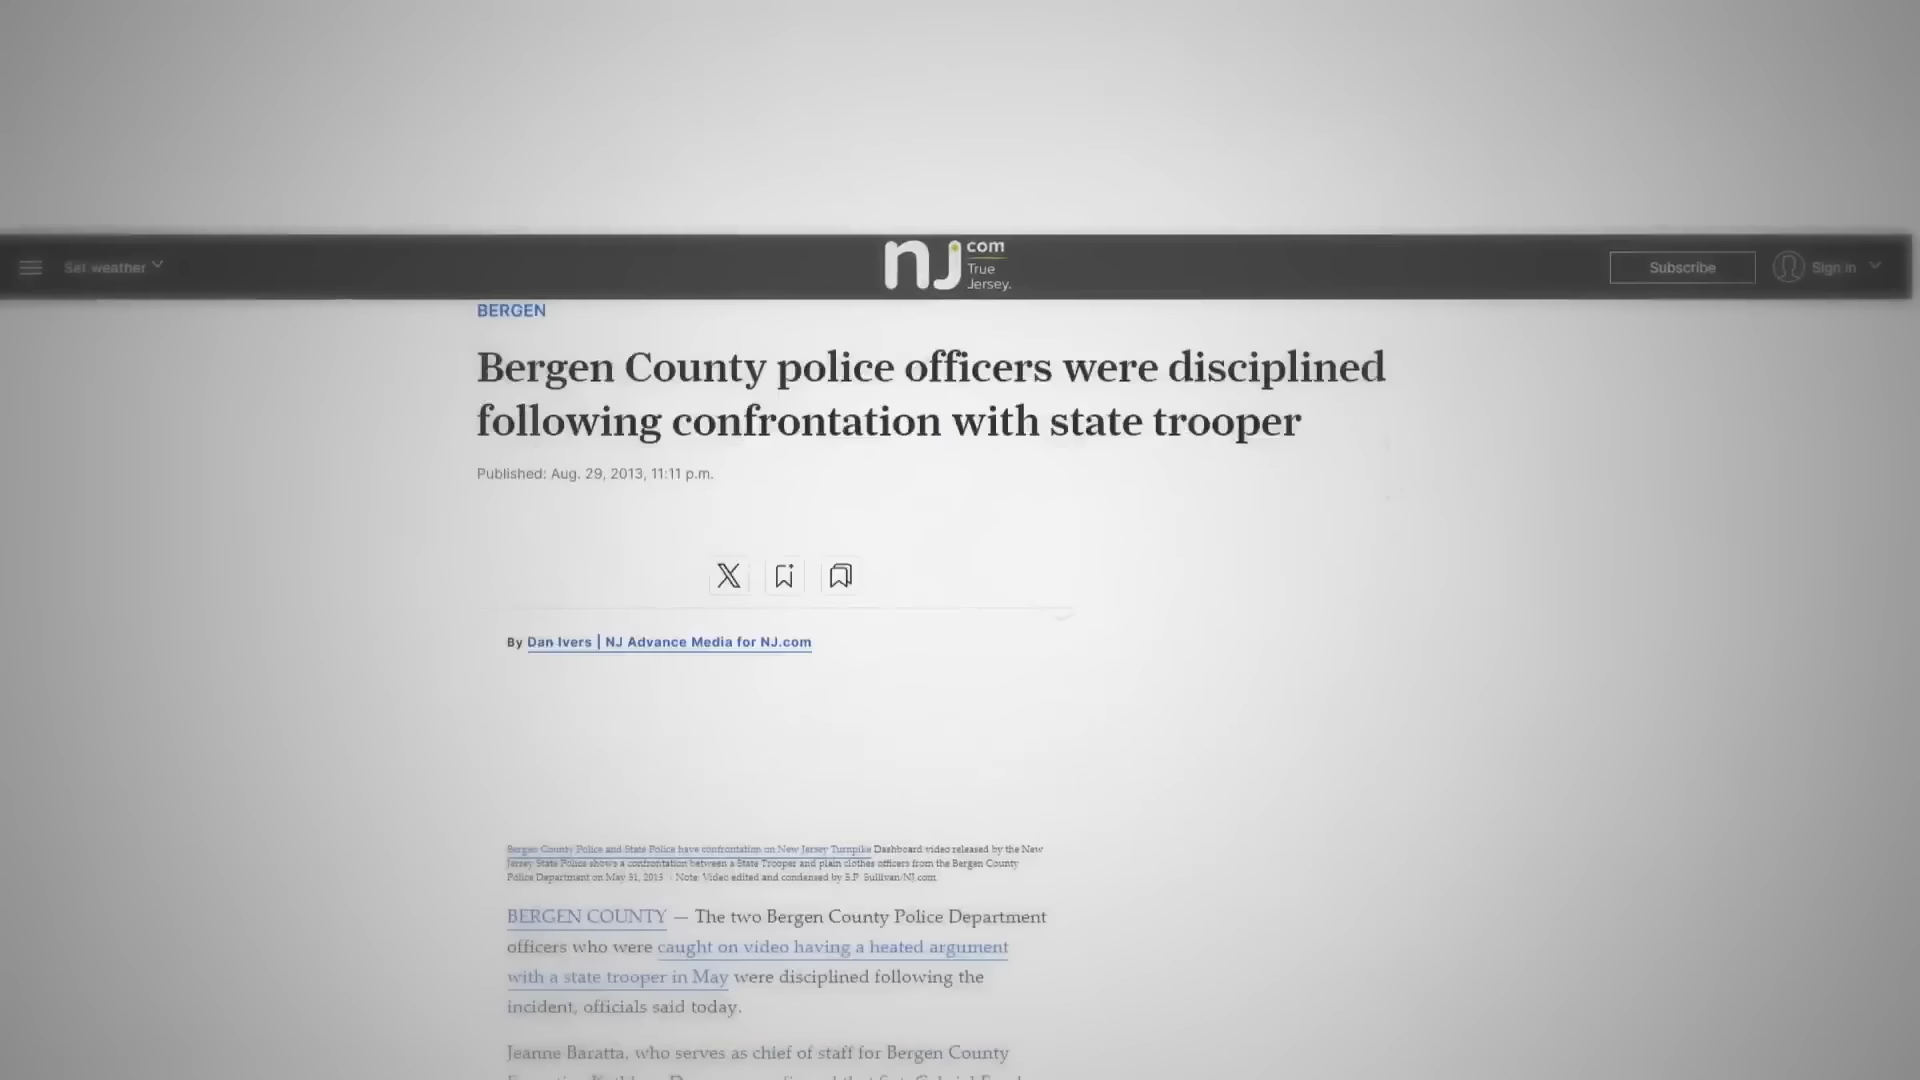 Set weather
nj.com
True
Jersey.
Subscribe
Sign in
BERGEN
Bergen County police officers were disciplined
following confrontation with state trooper
Published: Aug. 29, 2013, 11:11 p.m.
By Dan Ivers | NJ Advance Media for NJ.com
Bergen County Police and State Police have confrontation on New Jersey Turnpike Dashboard video released by the New
Jersey State Police shows a confrontation between a State Trooper and plain clothes officers from the Bergen County
Police Department on May 31, 2013 Note: Video edited and condensed by S.P. Sullivan/NJ.com
BERGEN COUNTY — The two Bergen County Police Department
officers who were caught on video having a heated argument
with a state trooper in May were disciplined following the
incident, officials said today.
Jeanne Baratta, who serves as chief of staff for Bergen County